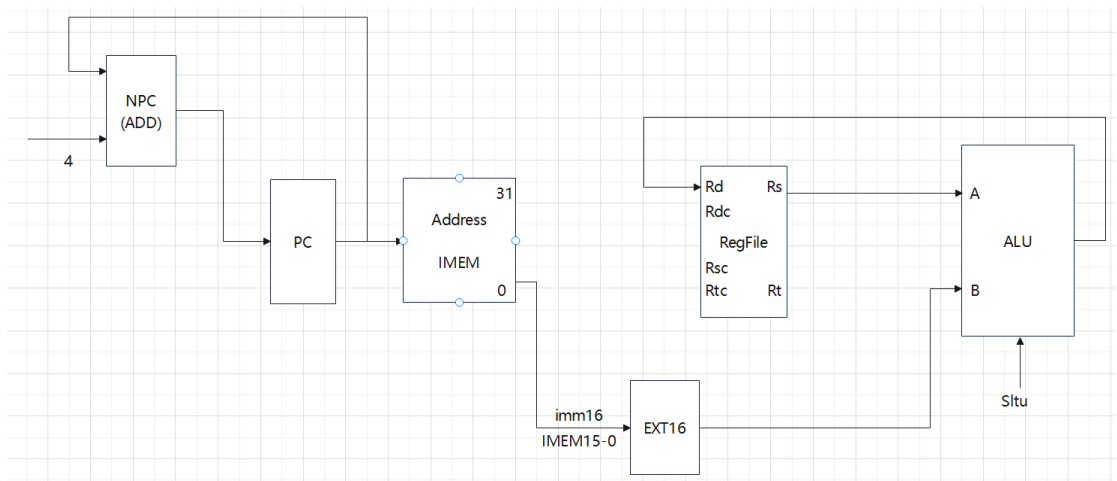 NPC
(ADD)
4
PC
31
Address
IMEM
0
Rd Rs
Rdc
RegFile
Rsc
Rtc Rt
A
ALU
B
Sltu
imm16
IMEM15-0
EXT16